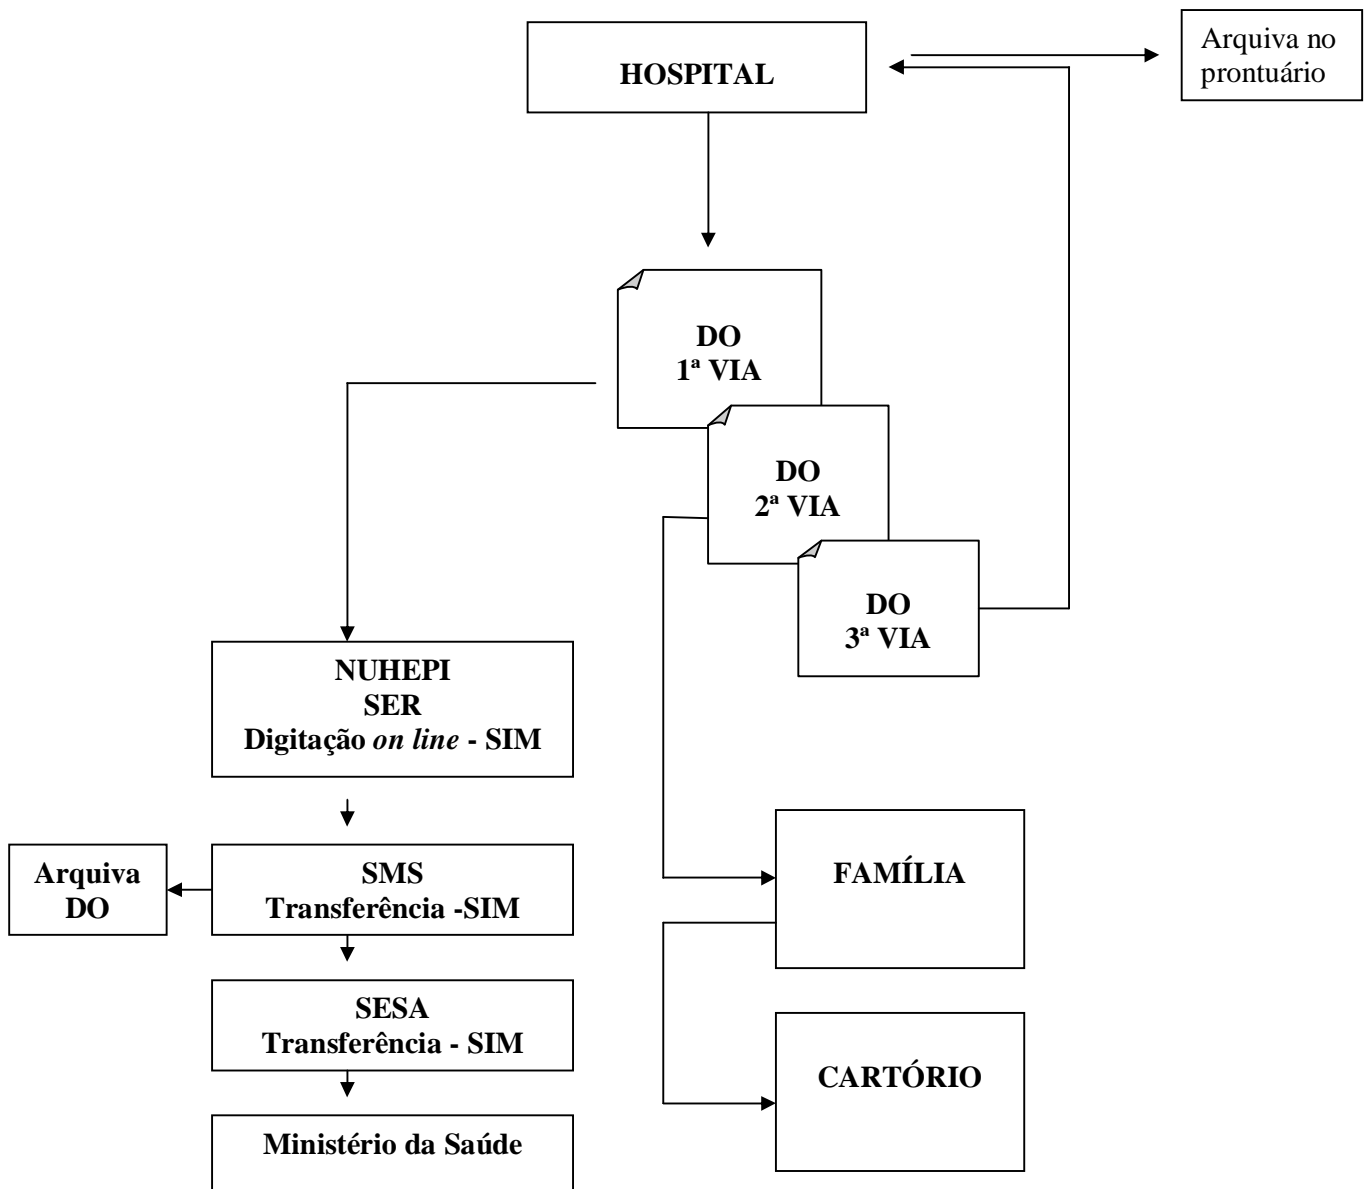 HOSPITAL
Arquiva no
prontuário
DO
1ª VIA
DO
2ª VIA
DO
3ª VIA
NUHEPI
SER
Digitação on line - SIM
Arquiva
DO
SMS
Transferência -SIM
FAMÍLIA
SESA
Transferência - SIM
CARTÓRIO
Ministério da Saúde